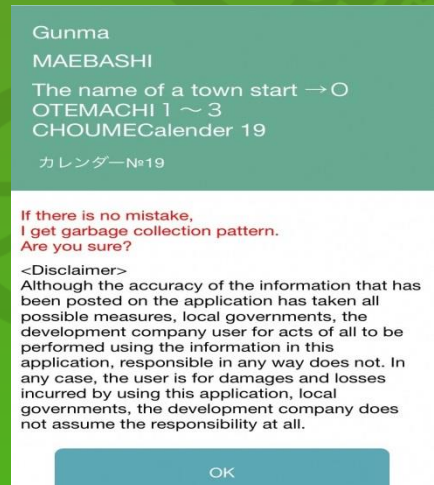 Gunma
MAEBASHI
The name of a town start →O
OTEMACHI 1 ～ 3
CHOUMECalender 19
カレンダー№19
If there is no mistake,
I get garbage collection pattern.
Are you sure?
<Disclaimer>
Although the accuracy of the information that has
been posted on the application has taken all
possible measures, local governments, the
development company user for acts of all to be
performed using the information in this
application, responsible in any way does not. In
any case, the user is for damages and losses
incurred by using this application, local
governments, the development company does
not assume the responsibility at all.
OK